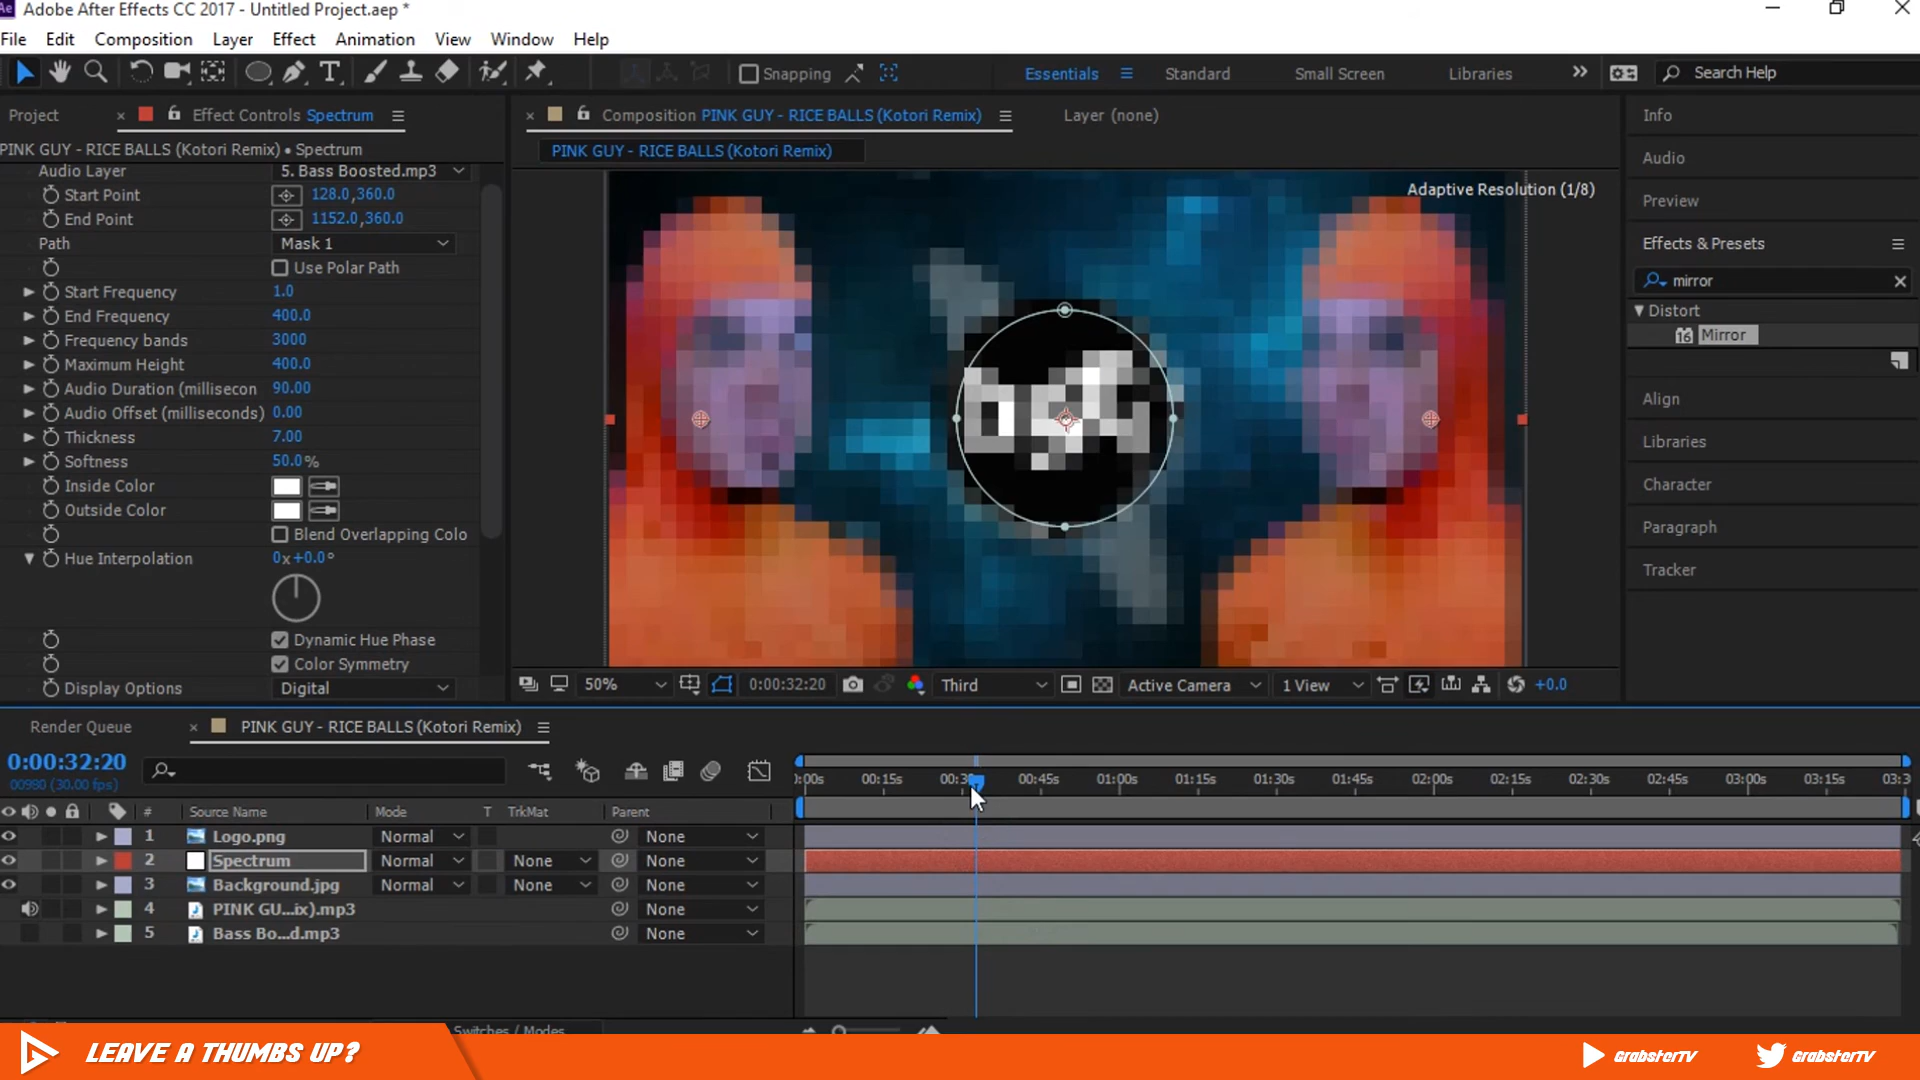 Adobe After Effects CC 2017 - Untitled Project.aep *
File Edit Composition Layer Effect Animation View Window Help
Snapping Essentials Standard Small Screen Libraries Search Help
Project Effect Controls Spectrum
PINK GUY - RICE BALLS (Kotori Remix) • Spectrum
Audio Layer 5. Bass Boosted.mp3
Start Point 128.0,360.0
End Point 1152.0,360.0
Path Mask 1
Use Polar Path
Start Frequency 1.0
End Frequency 400.0
Frequency bands 3000
Maximum Height 400.0
Audio Duration (millisecon 90.00
Audio Offset (milliseconds) 0.00
Thickness 7.00
Softness 50.0%
Inside Color
Outside Color
Blend Overlapping Colo
Hue Interpolation 0x+0.0°
Dynamic Hue Phase
Color Symmetry
Display Options Digital
Composition PINK GUY - RICE BALLS (Kotori Remix) Layer (none)
PINK GUY - RICE BALLS (Kotori Remix)
Adaptive Resolution (1/8)
50% 0:00:32:20 Third Active Camera 1 View +0.0
Info
Audio
Preview
Effects & Presets
mirror
Distort
16 Mirror
Align
Libraries
Character
Paragraph
Tracker
Render Queue PINK GUY - RICE BALLS (Kotori Remix)
0:00:32:20
00980 (30.00 fps)
:00s 00:15s 00:30 00:45s 01:00s 01:15s 01:30s 01:45s 02:00s 02:15s 02:30s 02:45s 03:00s 03:15s 03:3
# Source Name Mode T TrkMat Parent
1 Logo.png Normal None
2 Spectrum Normal None None
3 Background.jpg Normal None None
4 PINK GU...ix).mp3 None
5 Bass Bo...d.mp3 None
Switches / Modes
LEAVE A THUMBS UP?
GrabsterTV GrabsterTV